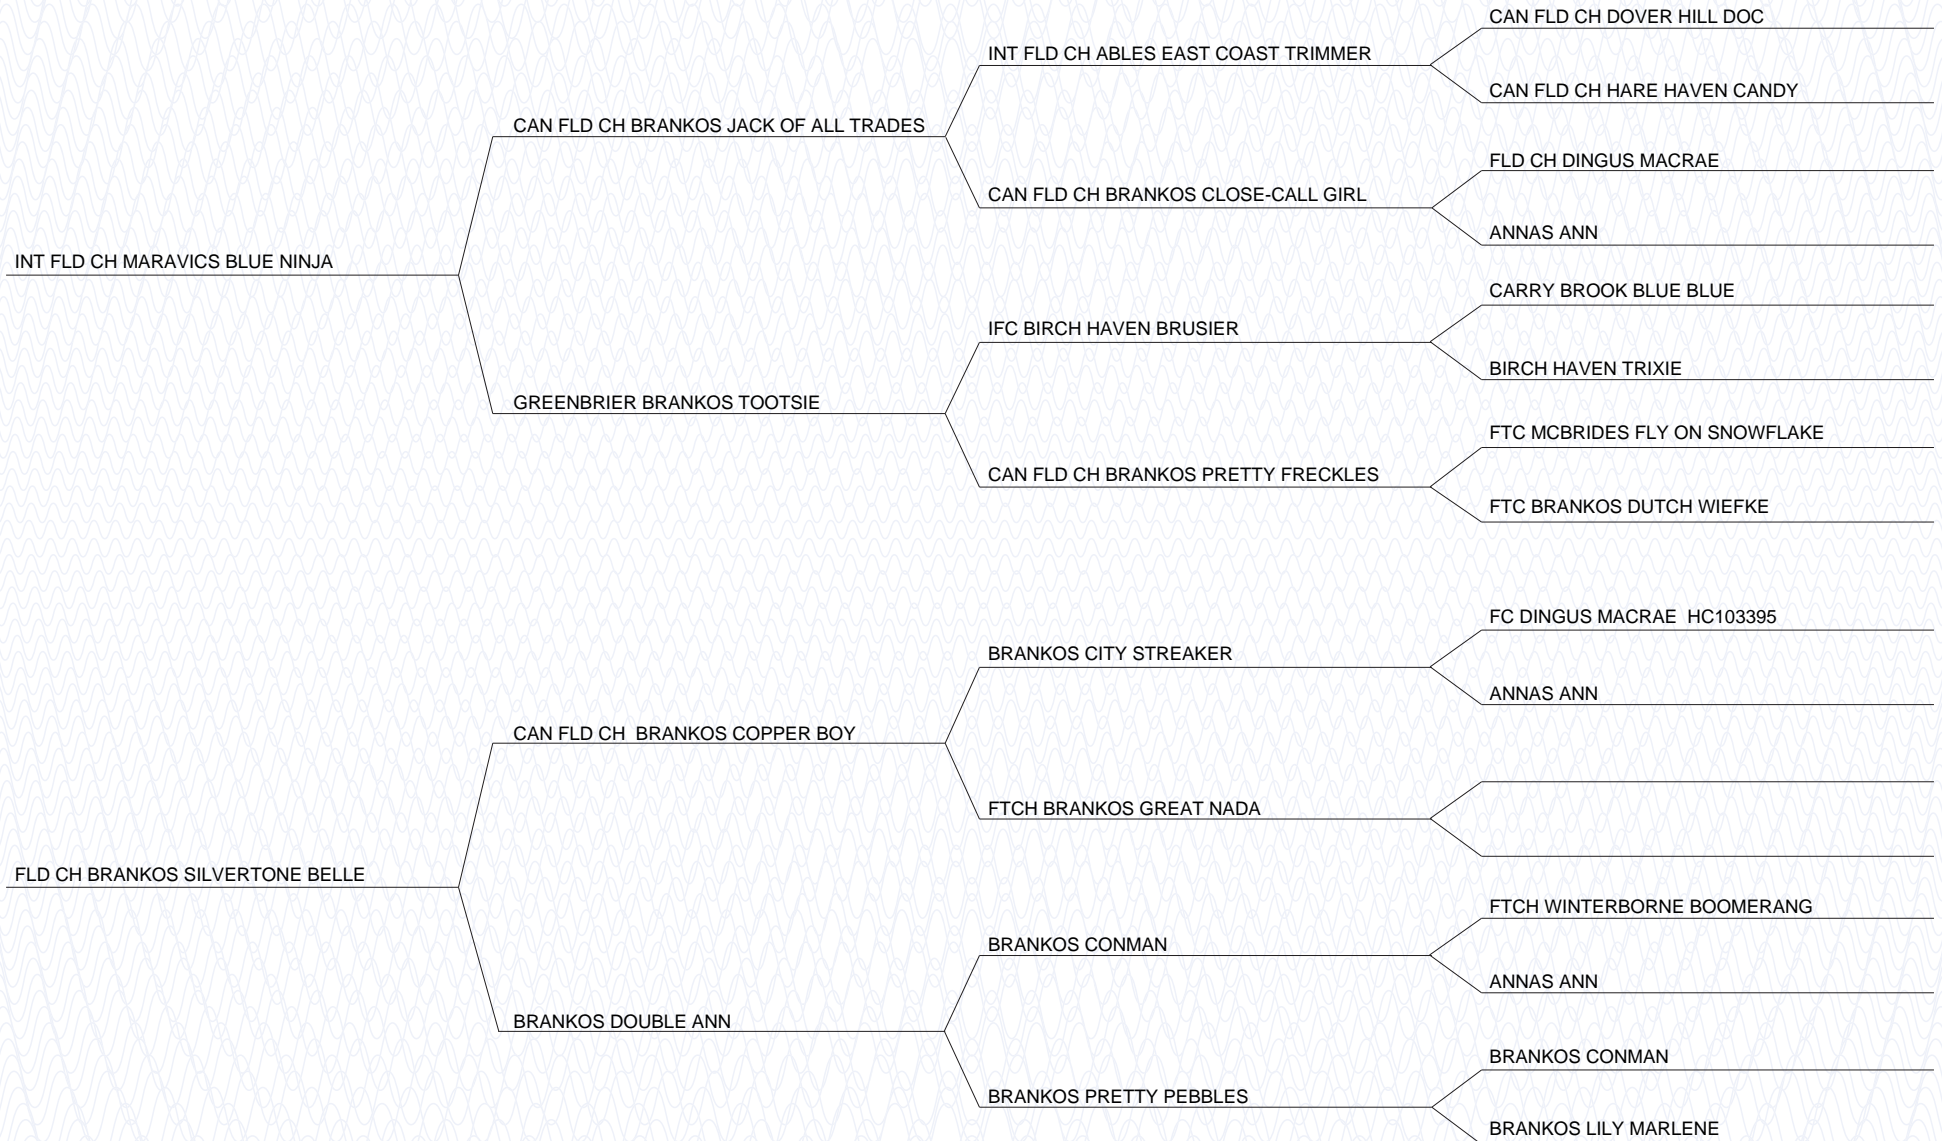 CAN FLD CH DOVER HILL DOC
INT FLD CH ABLES EAST COAST TRIMMER
CAN FLD CH HARE HAVEN CANDY
CAN FLD CH BRANKOS JACK OF ALL TRADES
FLD CH DINGUS MACRAE
CAN FLD CH BRANKOS CLOSE-CALL GIRL
ANNAS ANN
INT FLD CH MARAVICS BLUE NINJA
CARRY BROOK BLUE BLUE
IFC BIRCH HAVEN BRUSIER
BIRCH HAVEN TRIXIE
GREENBRIER BRANKOS TOOTSIE
FTC MCBRIDES FLY ON SNOWFLAKE
CAN FLD CH BRANKOS PRETTY FRECKLES
FTC BRANKOS DUTCH WIEFKE
FC DINGUS MACRAE  HC103395
BRANKOS CITY STREAKER
ANNAS ANN
CAN FLD CH  BRANKOS COPPER BOY
FTCH BRANKOS GREAT NADA
FLD CH BRANKOS SILVERTONE BELLE
FTCH WINTERBORNE BOOMERANG
BRANKOS CONMAN
ANNAS ANN
BRANKOS DOUBLE ANN
BRANKOS CONMAN
BRANKOS PRETTY PEBBLES
BRANKOS LILY MARLENE